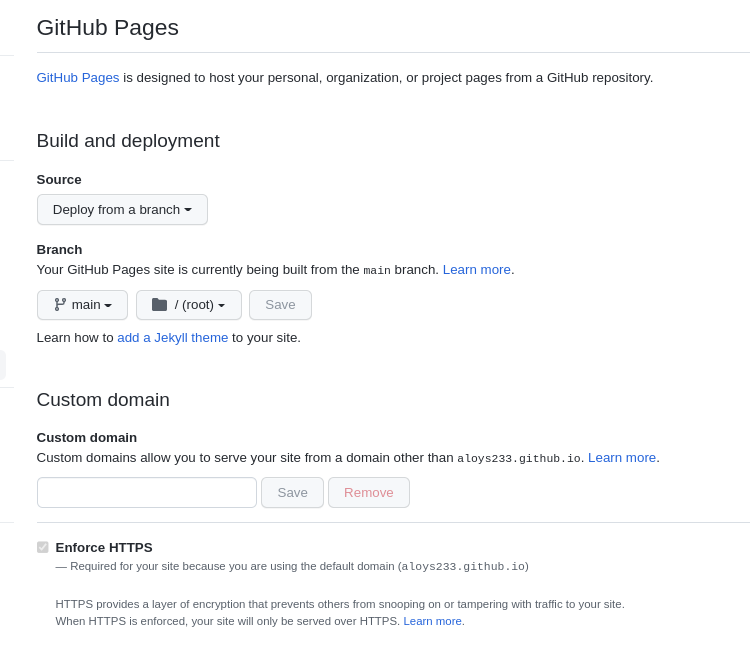 GitHub Pages
GitHub Pages is designed to host your personal, organization, or project pages from a GitHub repository.
Build and deployment
Source
Deploy from a branch
Branch
Your GitHub Pages site is currently being built from the main branch. Learn more.
main / (root) Save
Learn how to add a Jekyll theme to your site.
Custom domain
Custom domain
Custom domains allow you to serve your site from a domain other than aloys233.github.io. Learn more.
Save Remove
Enforce HTTPS
— Required for your site because you are using the default domain (aloys233.github.io)
HTTPS provides a layer of encryption that prevents others from snooping on or tampering with traffic to your site.
When HTTPS is enforced, your site will only be served over HTTPS. Learn more.